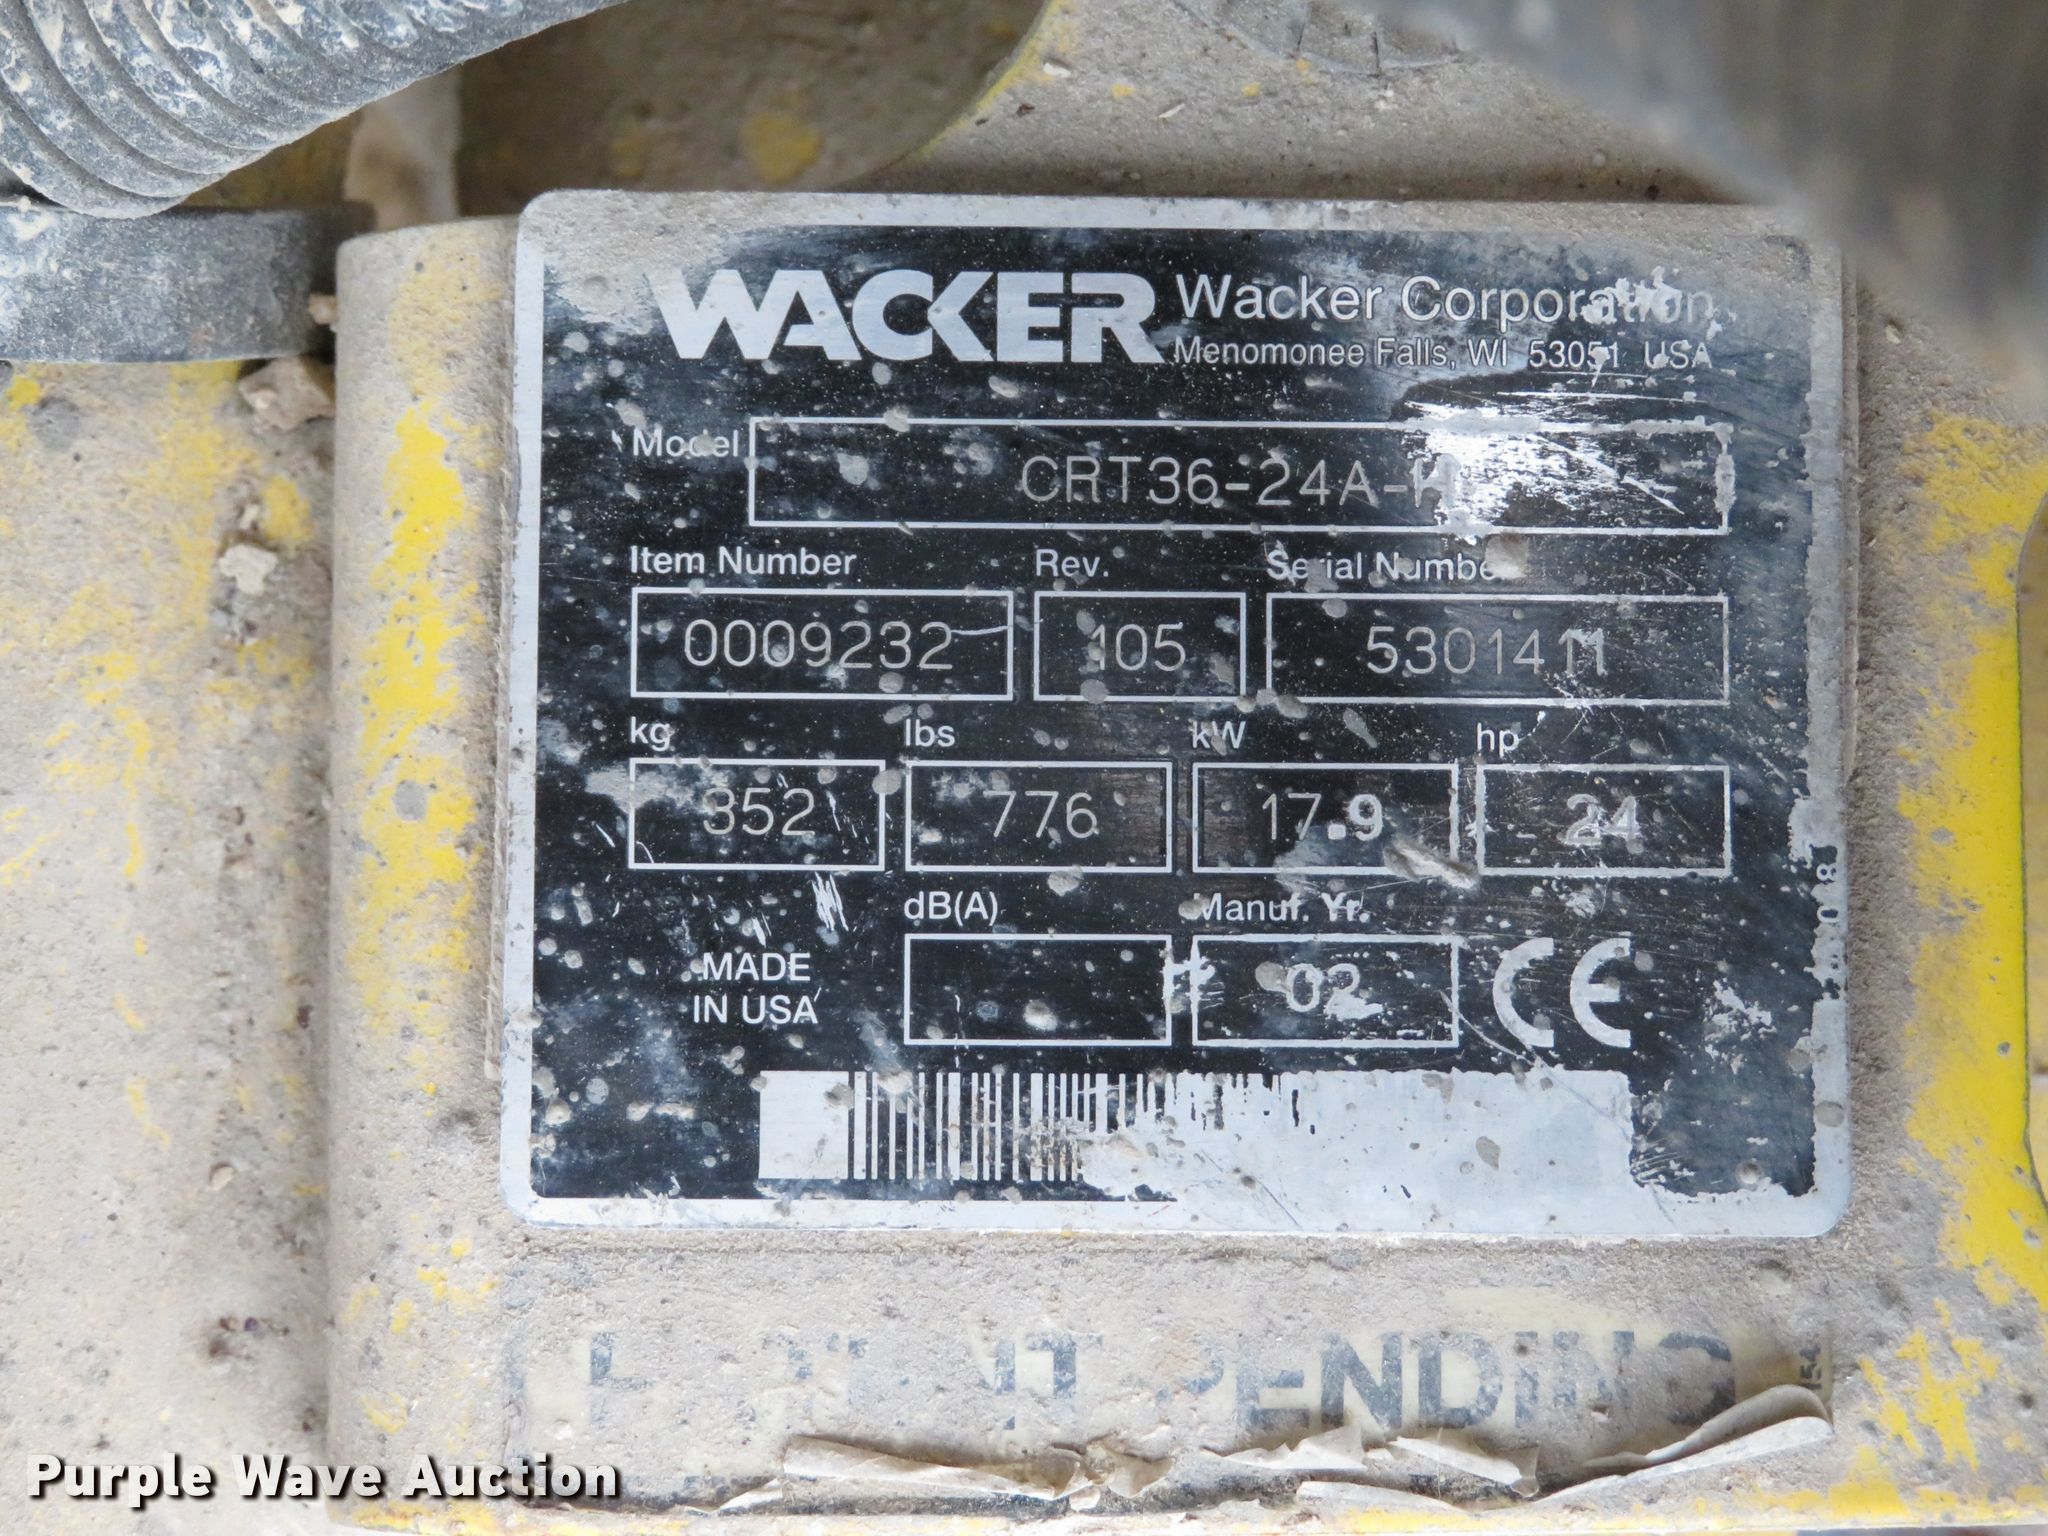 WACKER Wacker Corporation
Menomonee Falls, WI 53051 USA
Model CRT36-24A-H
Item Number Rev. Serial Number
0009232 105 5301411
kg lbs kW hp
352 776 17.9 24
dB(A) Manuf. Yr.
MADE
IN USA
02 CE
PATENT PENDING
Purple Wave Auction